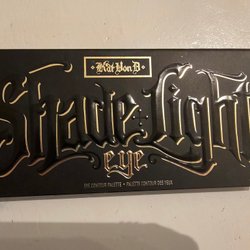 Kat Von D
Shade + Light
eye
EYE CONTOUR PALETTE • PALETTE CONTOUR DES YEUX